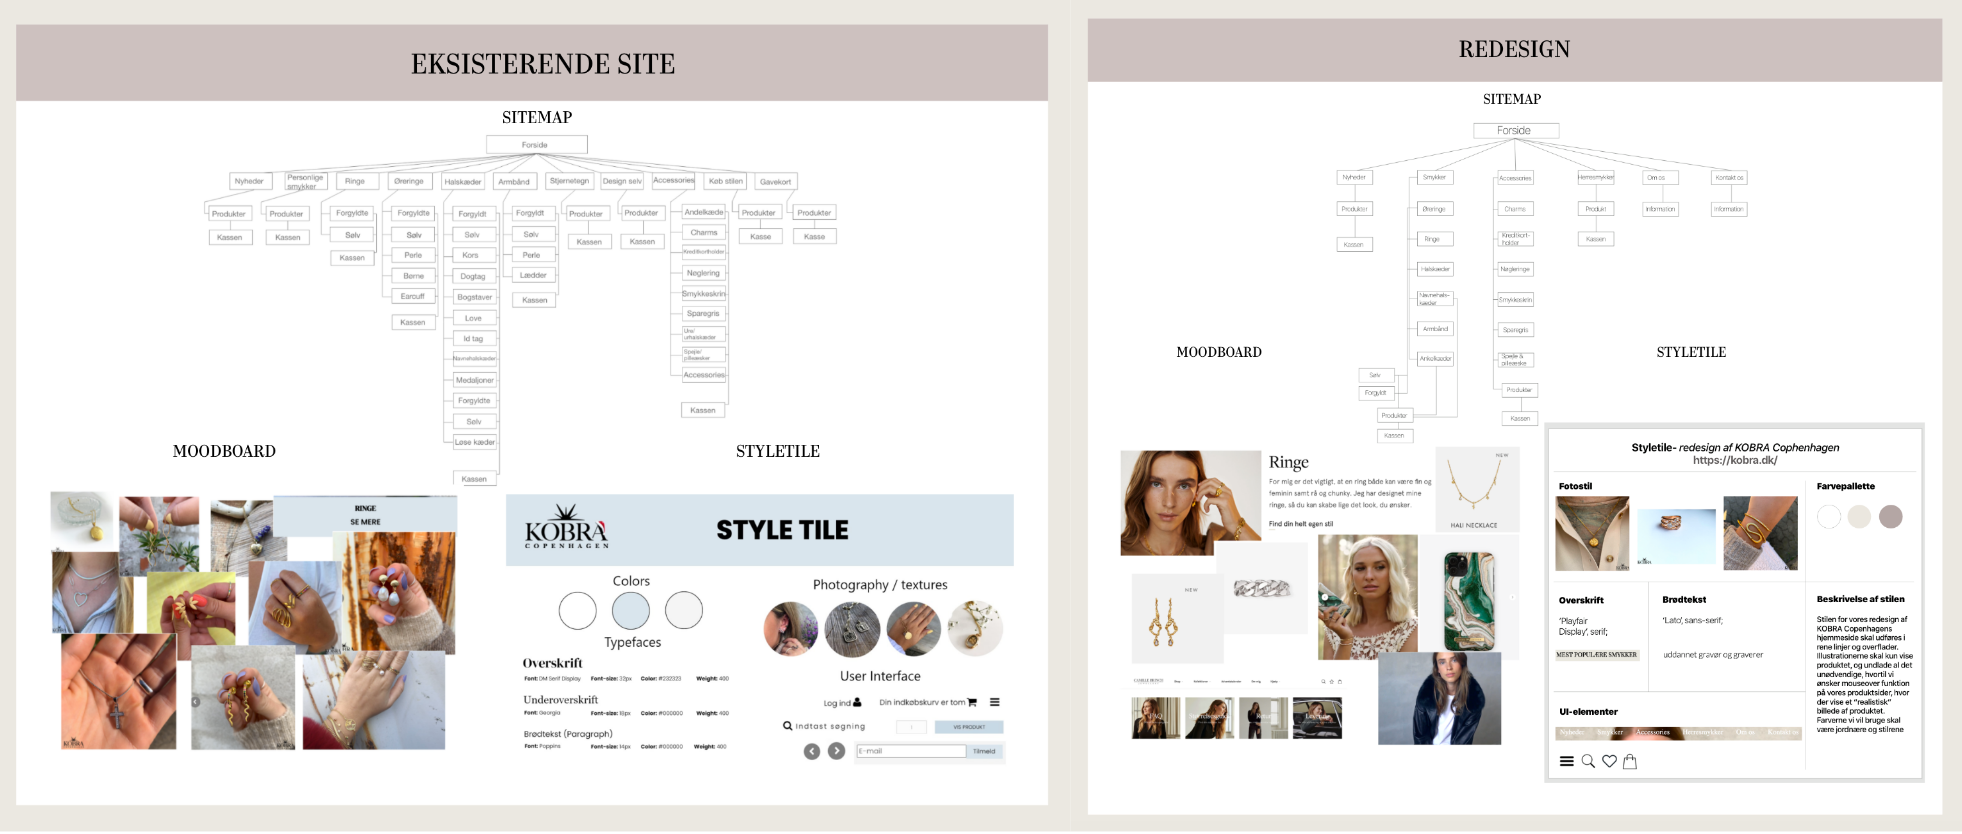 EKSISTERENDE SITE
SITEMAP
Forside
Nyheder
Personlige
smykker
Ringe
Øreringe
Halskæder
Armbånd
Stjernetegn
Design selv
Accessories
Køb stilen
Gavekort
Produkter
Kassen
Produkter
Kassen
Forgyldte
Sølv
Kassen
Forgyldte
Sølv
Perle
Børne
Earcuff
Kassen
Forgyldt
Sølv
Kors
Dogtag
Bogstaver
Love
Id tag
Navnehalskæder
Medaljoner
Forgyldte
Sølv
Løse kæder
Kassen
Forgyldt
Sølv
Perle
Lædder
Kassen
Produkter
Kassen
Produkter
Kassen
Andelkæde
Charms
Kreditkortholder
Nøglering
Smykkeskrin
Sparegris
Ure/
urhalskæder
Spejle/
pilleæsker
Accessories
Kassen
Produkter
Kasse
Produkter
Kasse
MOODBOARD
RINGE
SE MERE
KOBRA
STYLETILE
KOBRA
COPENHAGEN
STYLE TILE
Colors
Typefaces
Overskrift
Font: DM Serif Display Font-size: 32px Color: #232323 Weight: 400
Underoverskrift
Font: Georgia Font-size: 18px Color: #000000 Weight: 400
Brødtekst (Paragraph)
Font: Poppins Font-size: 14px Color: #000000 Weight: 400
Photography / textures
User Interface
Log ind
Din indkøbskurv er tom
Indtast søgning
1
VIS PRODUKT
E-mail
Tilmeld
REDESIGN
SITEMAP
Forside
Nyheder
Smykker
Accessories
Herresmykker
Om os
Kontakt os
Produkter
Kassen
Øreringe
Ringe
Halskæder
Navnehals-
kæder
Armbånd
Ankelkæder
Sølv
Forgyldt
Produkter
Kassen
Charms
Kreditkort-
holder
Nøgleringe
Smykkeskrin
Sparegris
Spejle &
pilleæske
Produkter
Kassen
Produkt
Kassen
Information
Information
MOODBOARD
Ringe
For mig er det vigtigt, at en ring både kan være fin og
feminin samt rå og chunky. Jeg har designet mine
ringe, så du kan skabe lige det look, du ønsker.
Find din helt egen stil
NEW
HALI NECKLACE
NEW
FAQ
STYLETILE
Styletile- redesign af KOBRA Cophenhagen
https://kobra.dk/
Fotostil
KOBRA
Farvepallette
Overskrift
'Playfair
Display', serif;
MEST POPULÆRE SMYKKER
Brødtekst
'Lato', sans-serif;
uddannet gravør og graverer
Beskrivelse af stilen
Stilen for vores redesign af
KOBRA Copenhagens
hjemmeside skal udføres i
rene linjer og overflader.
Illustrationerne skal kun vise
produktet, og undlade al det
unødvendige, hvortil vi
ønsker mouseover funktion
på vores produktsider, hvor
der vise et "realistisk"
billede af produktet.
Farverne vi vil bruge skal
være jordnære og stilrene
UI-elementer
Nyheder Smykker Accessories Herresmykker Om os Kontakt os